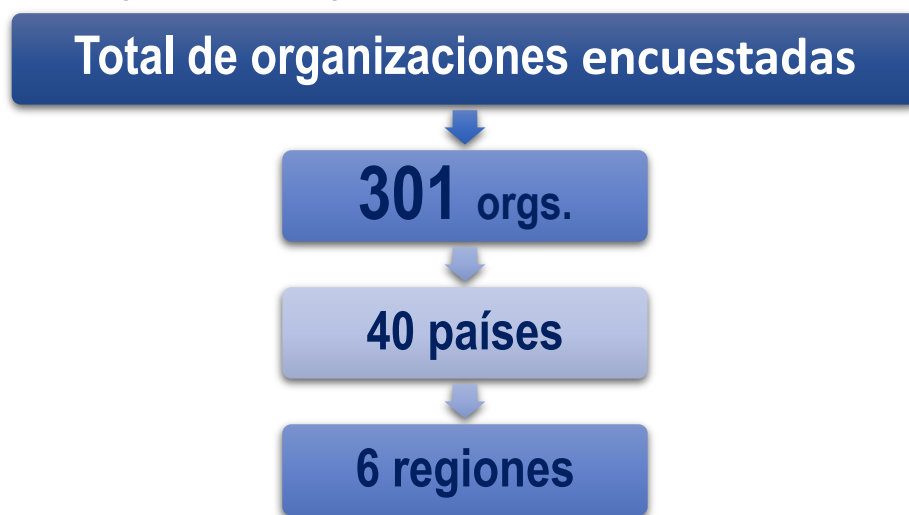 Total de organizaciones encuestadas
301 orgs.
40 países
6 regiones